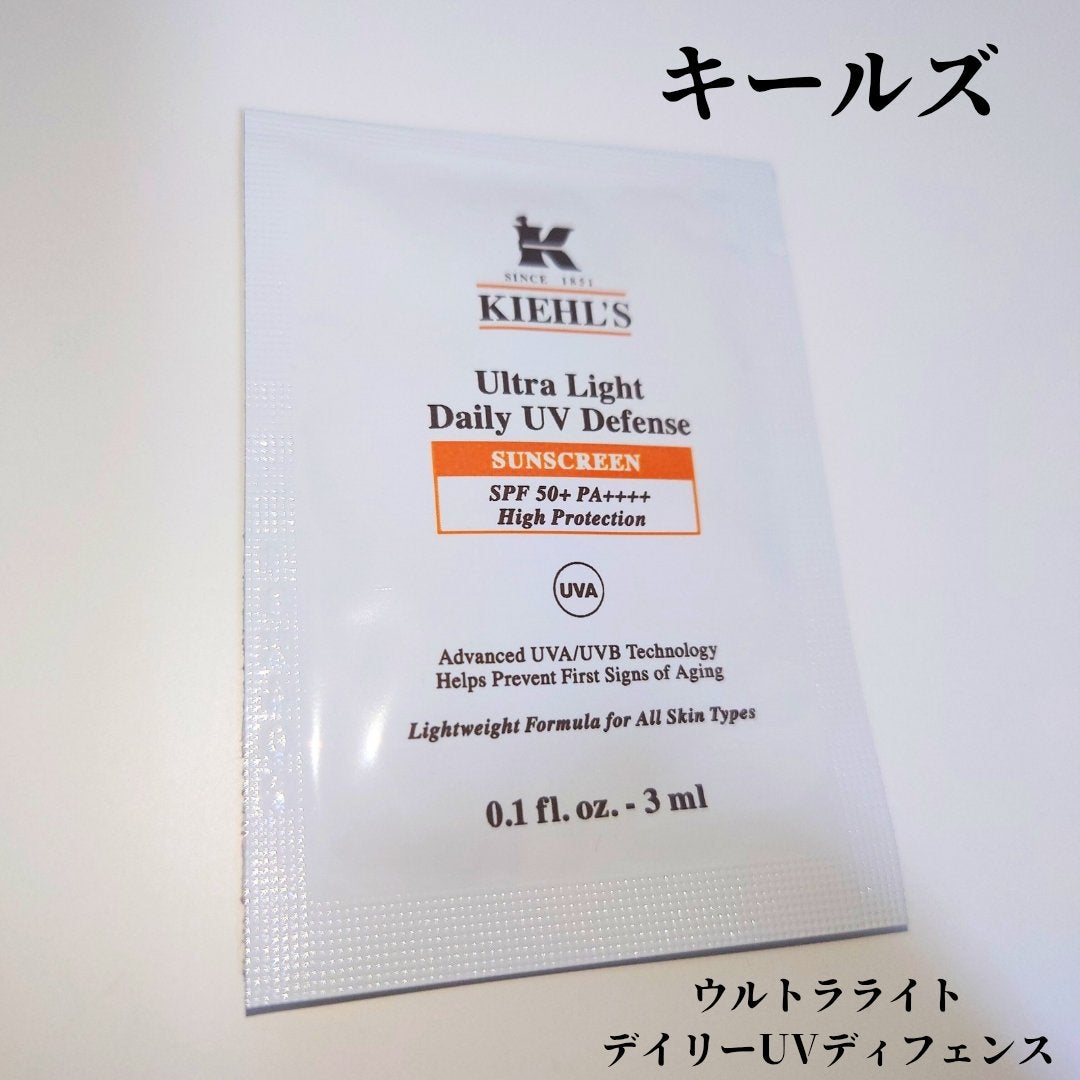 キールズ
K
SINCE 1851
KIEHL'S
Ultra Light
Daily UV Defense
SUNSCREEN
SPF 50+ PA++++
High Protection
UVA
Advanced UVA/UVB Technology
Helps Prevent First Signs of Aging
Lightweight Formula for All Skin Types
0.1 fl. oz. - 3 ml
ウルトラライト
デイリーUVディフェンス